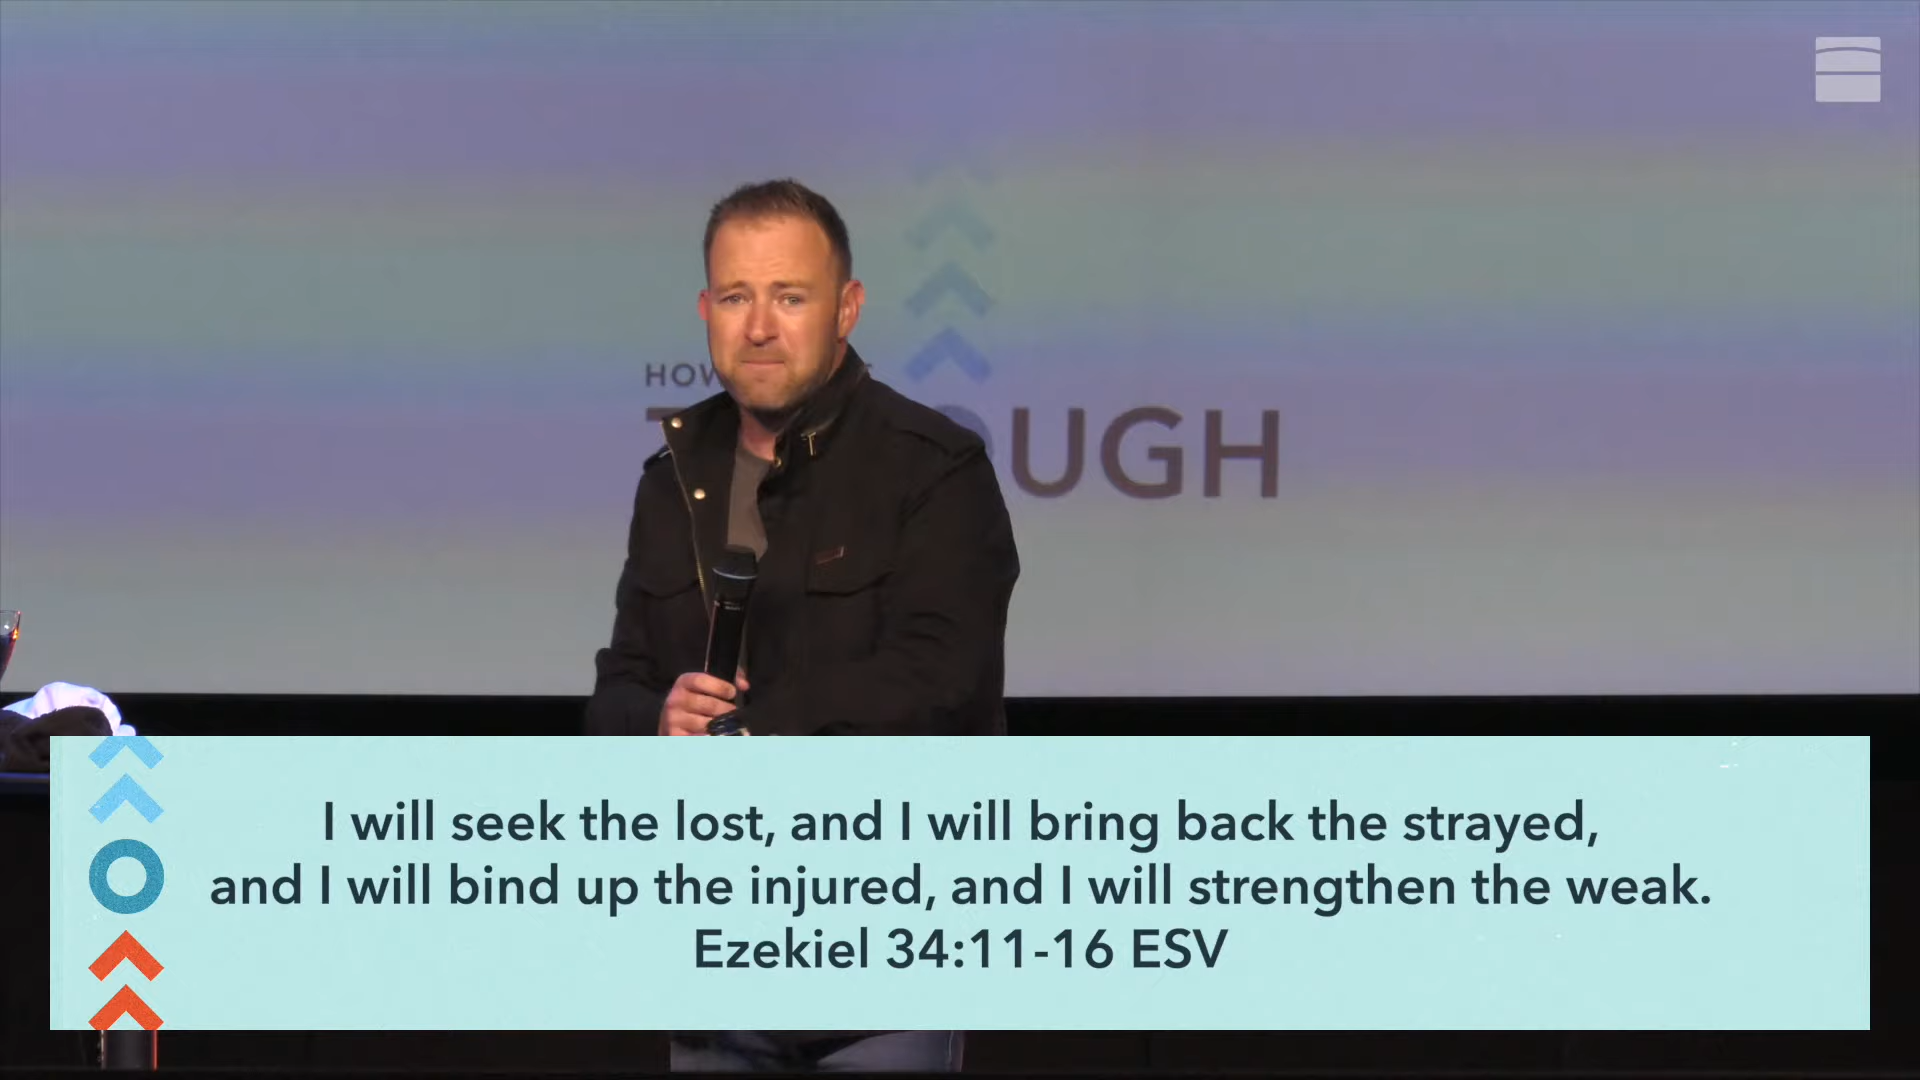 HOW
UGH
I will seek the lost, and I will bring back the strayed,
and I will bind up the injured, and I will strengthen the weak.
Ezekiel 34:11-16 ESV